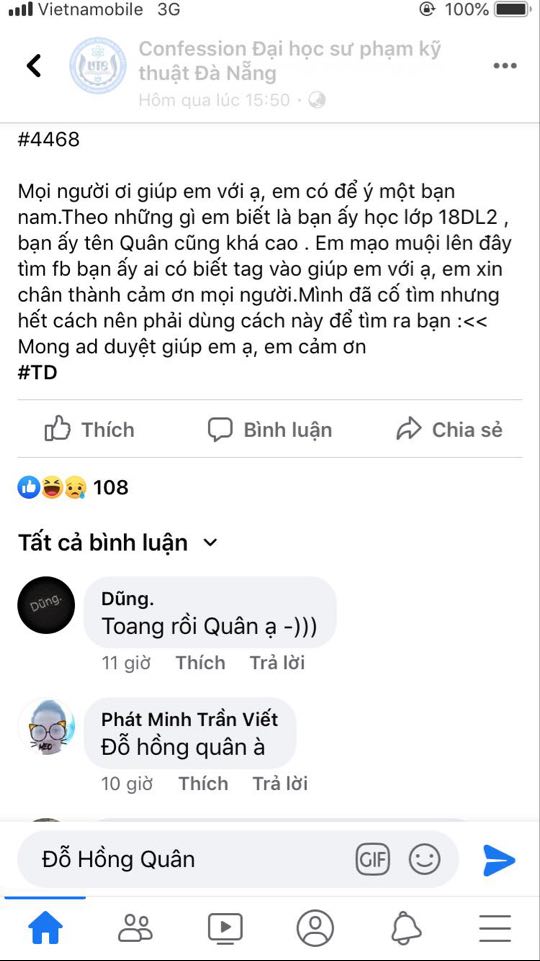 Vietnamobile 3G 100%
Confession Đại học sư phạm kỹ
thuật Đà Nẵng
Hôm qua lúc 15:50 ·
#4468
Mọi người ơi giúp em với ạ, em có để ý một bạn
nam.Theo những gì em biết là bạn ấy học lớp 18DL2 ,
bạn ấy tên Quân cũng khá cao . Em mạo muội lên đây
tìm fb bạn ấy ai có biết tag vào giúp em với ạ, em xin
chân thành cảm ơn mọi người.Mình đã cố tìm nhưng
hết cách nên phải dùng cách này để tìm ra bạn :<<
Mong ad duyệt giúp em ạ, em cảm ơn
#TD
Thích Bình luận Chia sẻ
108
Tất cả bình luận
Dũng.
Dũng.
Toang rồi Quân ạ -)))
11 giờ Thích Trả lời
Phát Minh Trần Viết
Đỗ hồng quân à
10 giờ Thích Trả lời
Đỗ Hồng Quân GIF